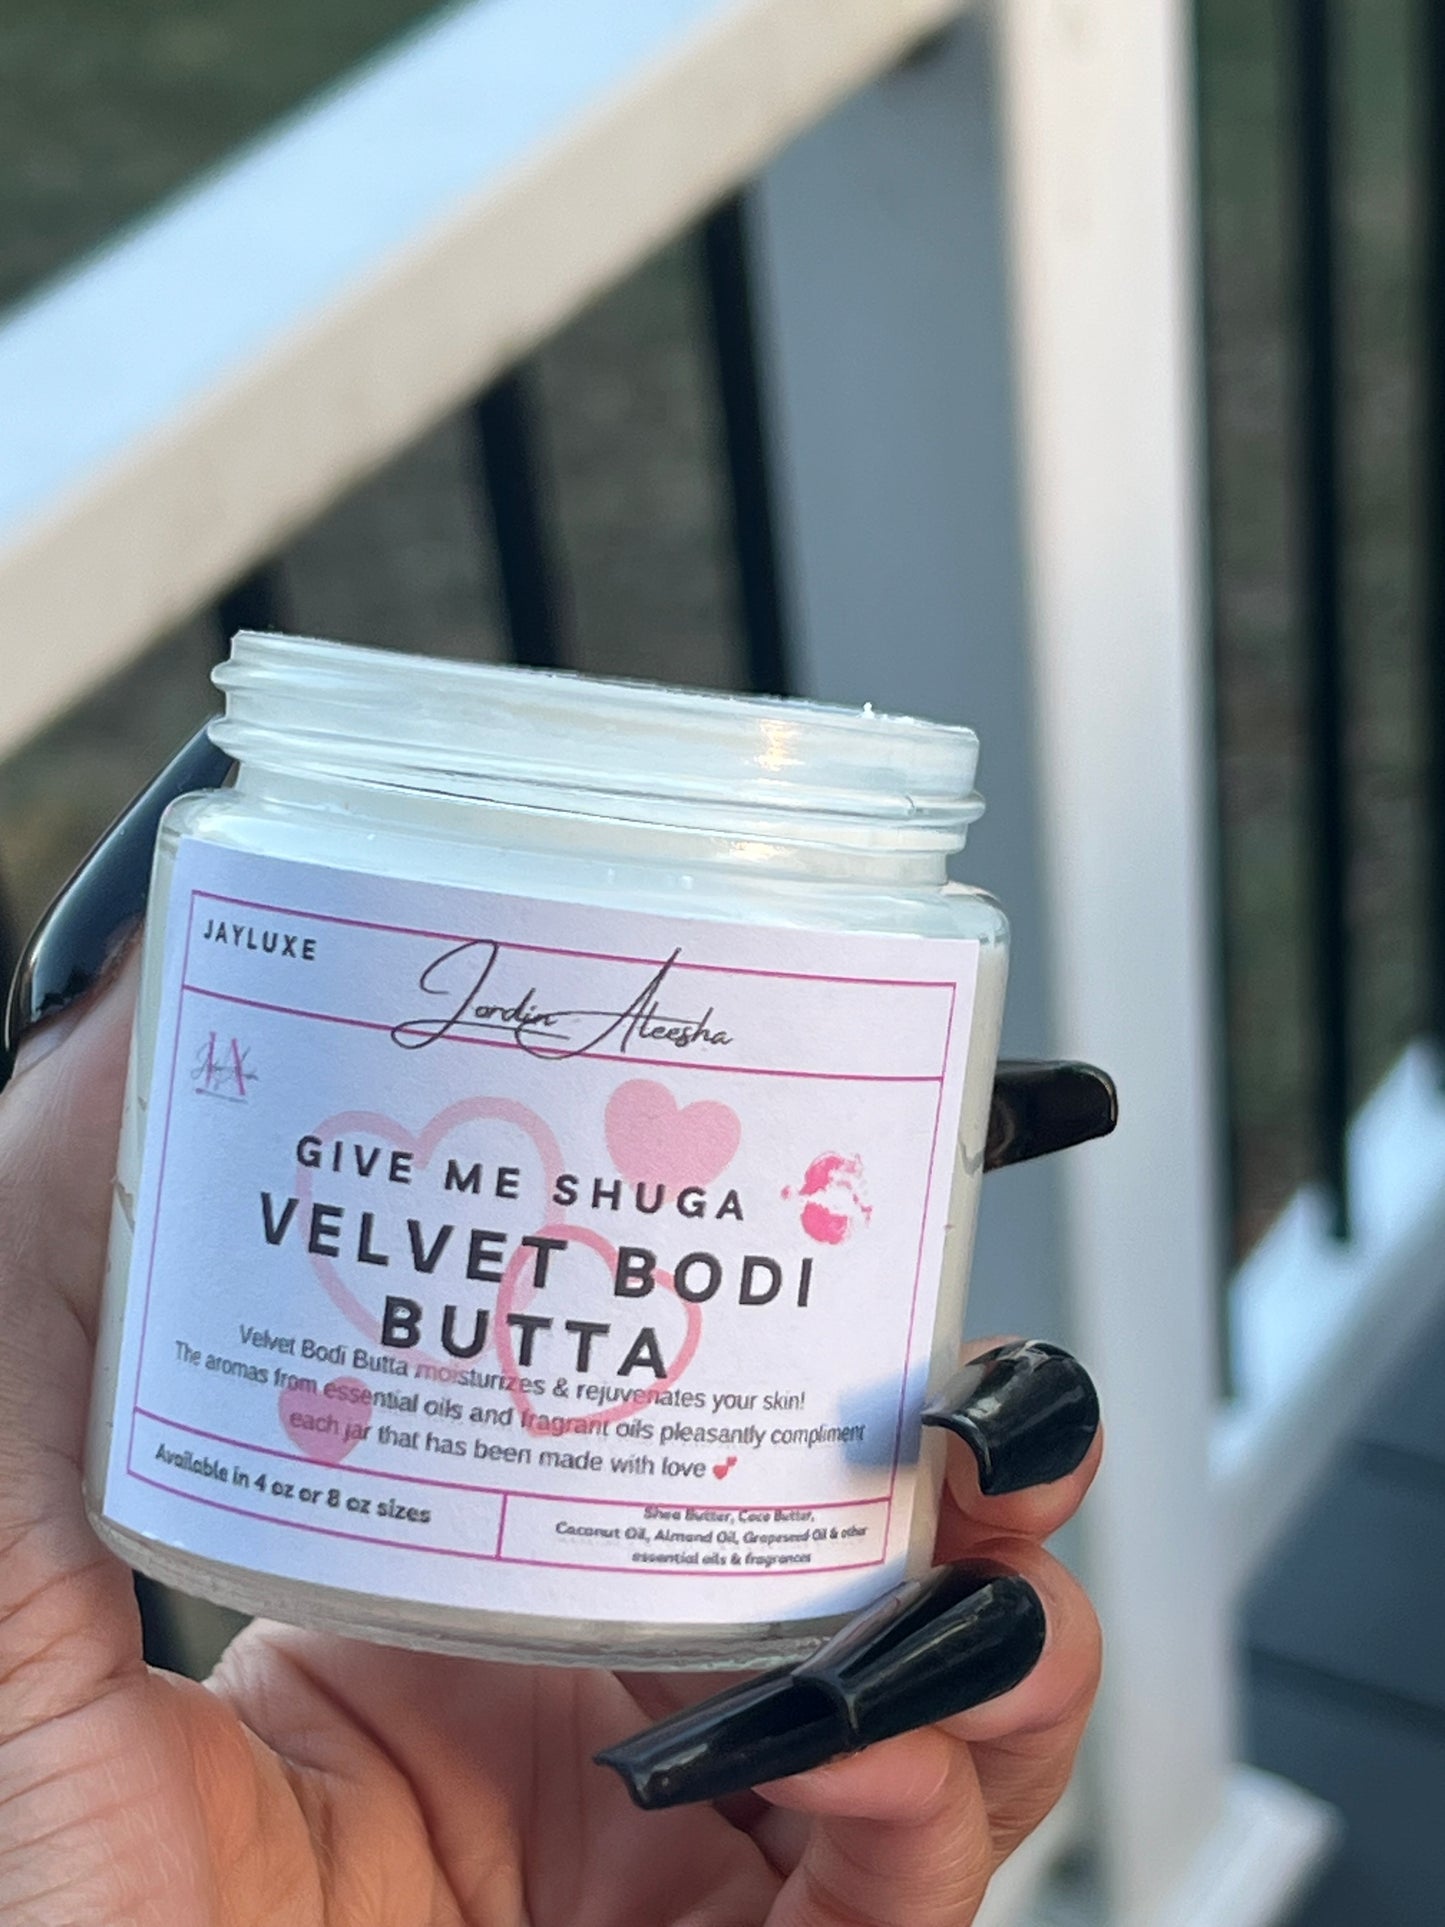 JAYLUXE
Jordin Aleesha
JA
GIVE ME SHUGA
VELVET BODI
BUTTA
Velvet Bodi Butta moisturizes & rejuvenates your skin!
The aromas from essential oils and fragrant oils pleasantly compliment
each jar that has been made with love 💕
Available in 4 oz or 8 oz sizes
Shea Butter, Coco Butter,
Coconut Oil, Almond Oil, Grapeseed Oil & other
essential oils & fragrances